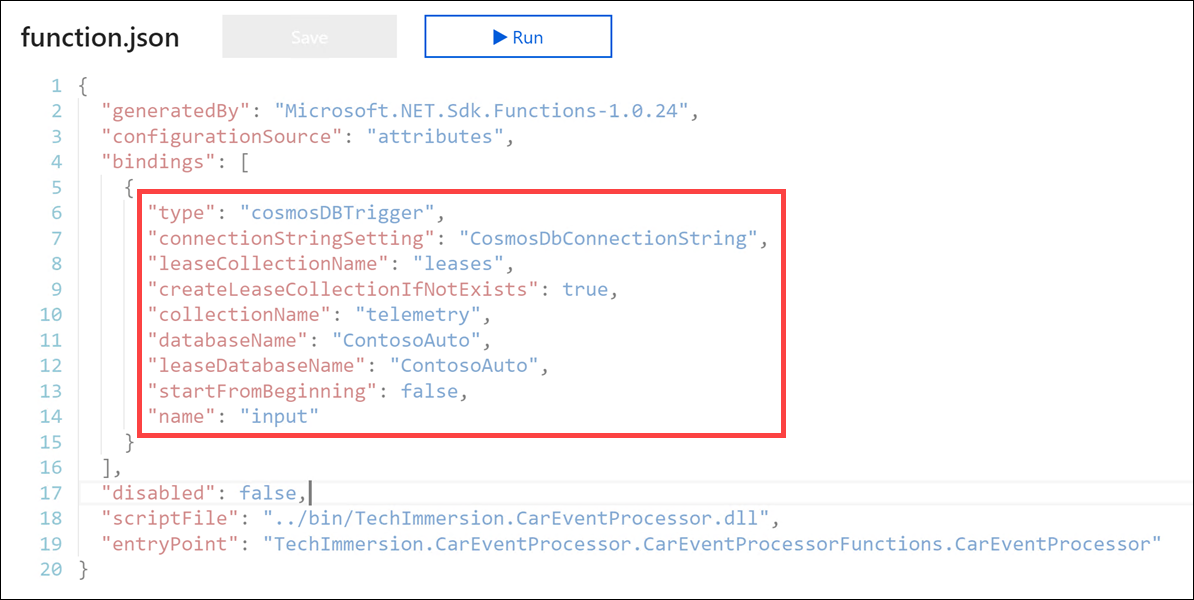 function.json
Save
Run
1 {
2 "generatedBy": "Microsoft.NET.Sdk.Functions-1.0.24",
3 "configurationSource": "attributes",
4 "bindings": [
5 {
6 "type": "cosmosDBTrigger",
7 "connectionStringSetting": "CosmosDbConnectionString",
8 "leaseCollectionName": "leases",
9 "createLeaseCollectionIfNotExists": true,
10 "collectionName": "telemetry",
11 "databaseName": "ContosoAuto",
12 "leaseDatabaseName": "ContosoAuto",
13 "startFromBeginning": false,
14 "name": "input"
15 }
16 ],
17 "disabled": false,
18 "scriptFile": "../bin/TechImmersion.CarEventProcessor.dll",
19 "entryPoint": "TechImmersion.CarEventProcessor.CarEventProcessorFunctions.CarEventProcessor"
20 }